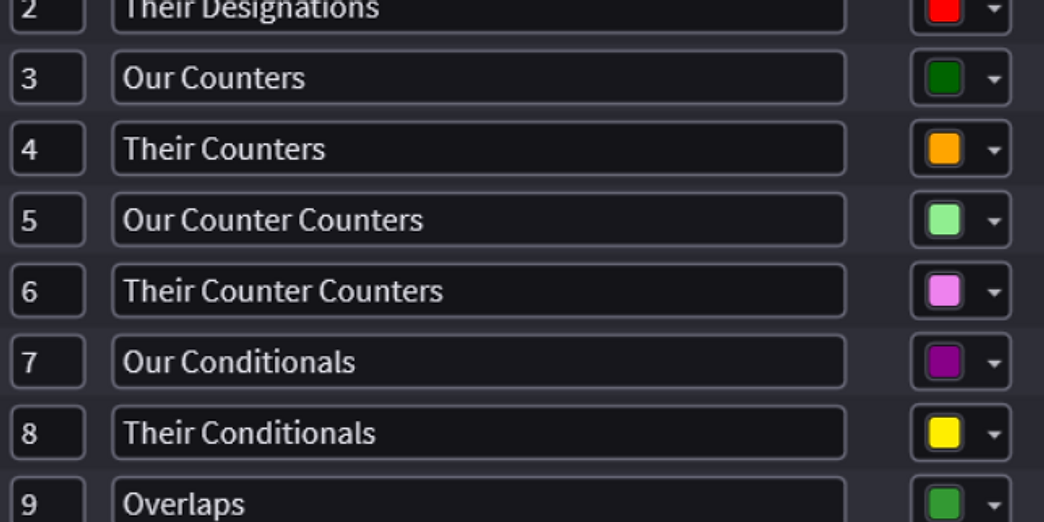 2 Their Designations
3 Our Counters
4 Their Counters
5 Our Counter Counters
6 Their Counter Counters
7 Our Conditionals
8 Their Conditionals
9 Overlaps